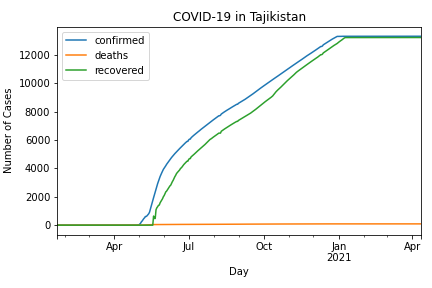 COVID-19 in Tajikistan
confirmed
deaths
recovered
Number of Cases
12000
10000
8000
6000
4000
2000
0
Apr
Jul
Oct
Jan
2021
Apr
Day